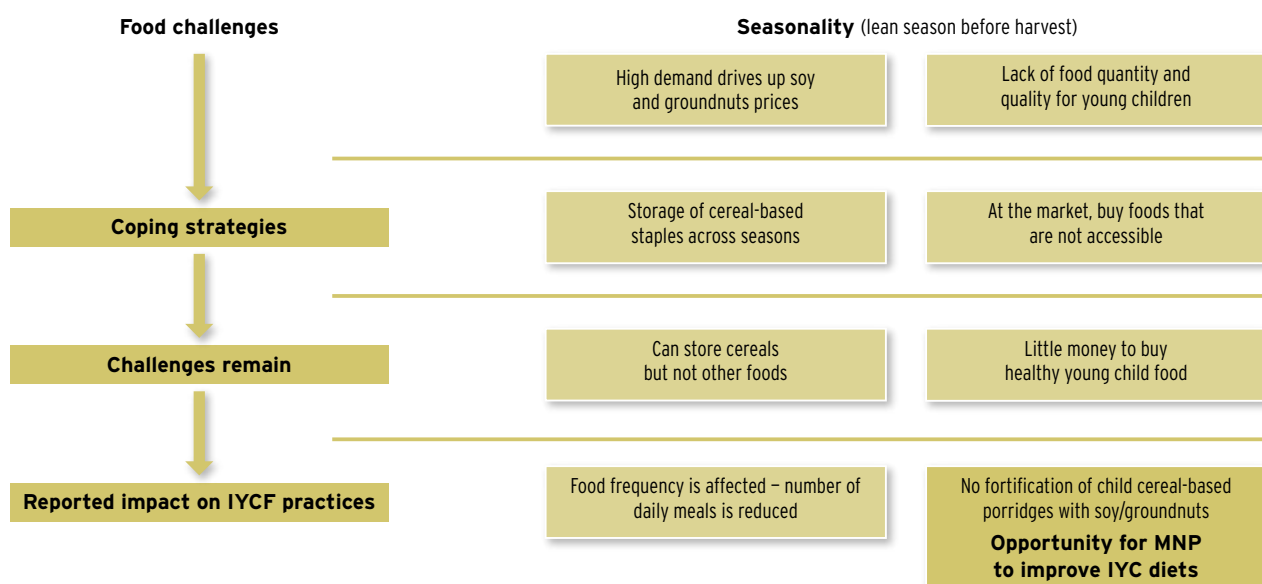 Food challenges
Seasonality (lean season before harvest)
High demand drives up soy
and groundnuts prices
Lack of food quantity and
quality for young children
Coping strategies
Storage of cereal-based
staples across seasons
At the market, buy foods that
are not accessible
Challenges remain
Can store cereals
but not other foods
Little money to buy
healthy young child food
Reported impact on IYCF practices
Food frequency is affected – number of
daily meals is reduced
No fortification of child cereal-based
porridges with soy/groundnuts
Opportunity for MNP
to improve IYC diets